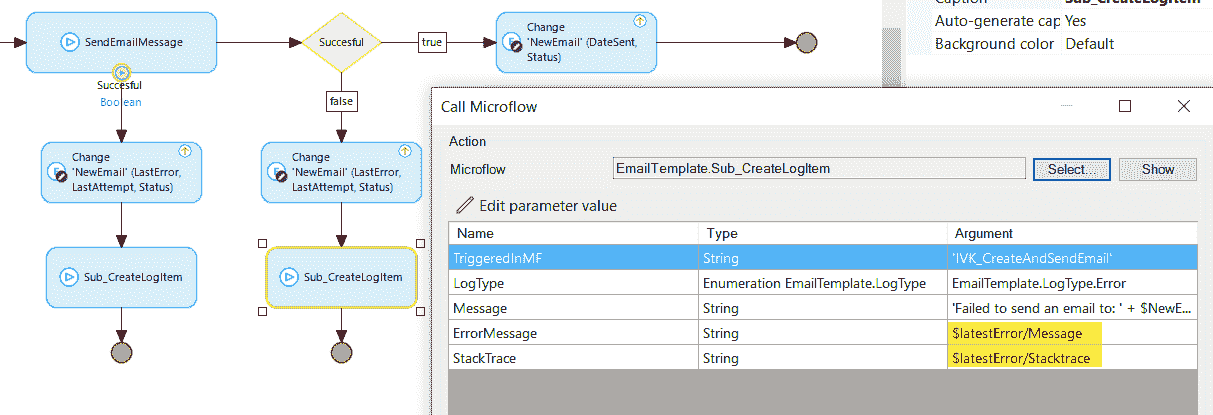 Sub_CreateLogItem
Auto-generate cap Yes
Background color Default
SendEmailMessage
Succesful
Boolean
Succesful
true
false
Change
'NewEmail' (DateSent,
Status)
Change
'NewEmail' (LastError,
LastAttempt, Status)
Change
'NewEmail' (LastError,
LastAttempt, Status)
Sub_CreateLogItem
Sub_CreateLogItem
Call Microflow
Action
Microflow EmailTemplate.Sub_CreateLogItem Select... Show
Edit parameter value
Name Type Argument
TriggeredInMF String 'IVK_CreateAndSendEmail'
LogType Enumeration EmailTemplate.LogType EmailTemplate.LogType.Error
Message String 'Failed to send an email to: ' + $NewE...
ErrorMessage String $latestError/Message
StackTrace String $latestError/Stacktrace